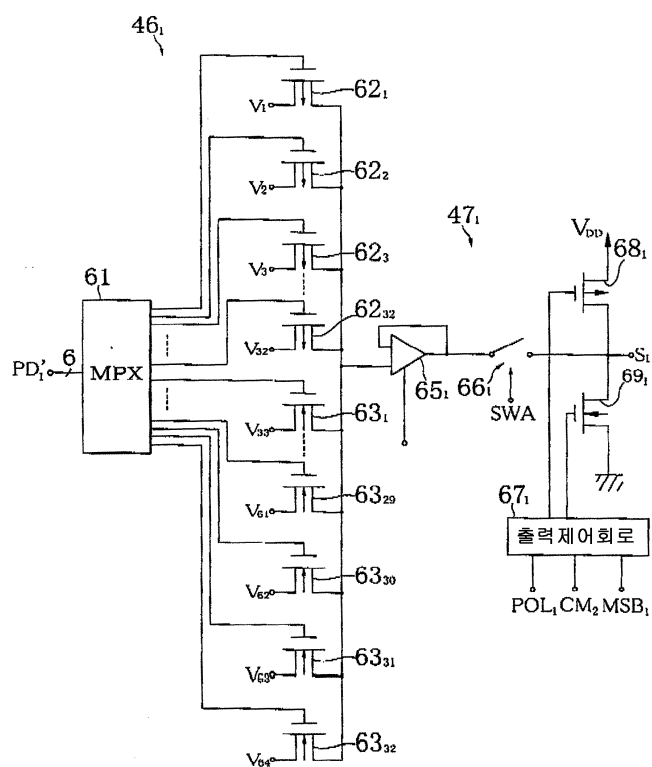 46₁
62₁
V₁
62₂
V₂
47₁
62₃
V₃
V_DD
68₁
61
62₃₂
V₃₂
PD₁'
6
MPX
65₁
66₁
SWA
S₁
63₁
V₃₃
69₁
63₂₉
V₆₁
67₁
출력제어회로
63₃₀
V₆₂
POL₁ CM₂ MSB₁
63₃₁
V₆₃
63₃₂
V₆₄